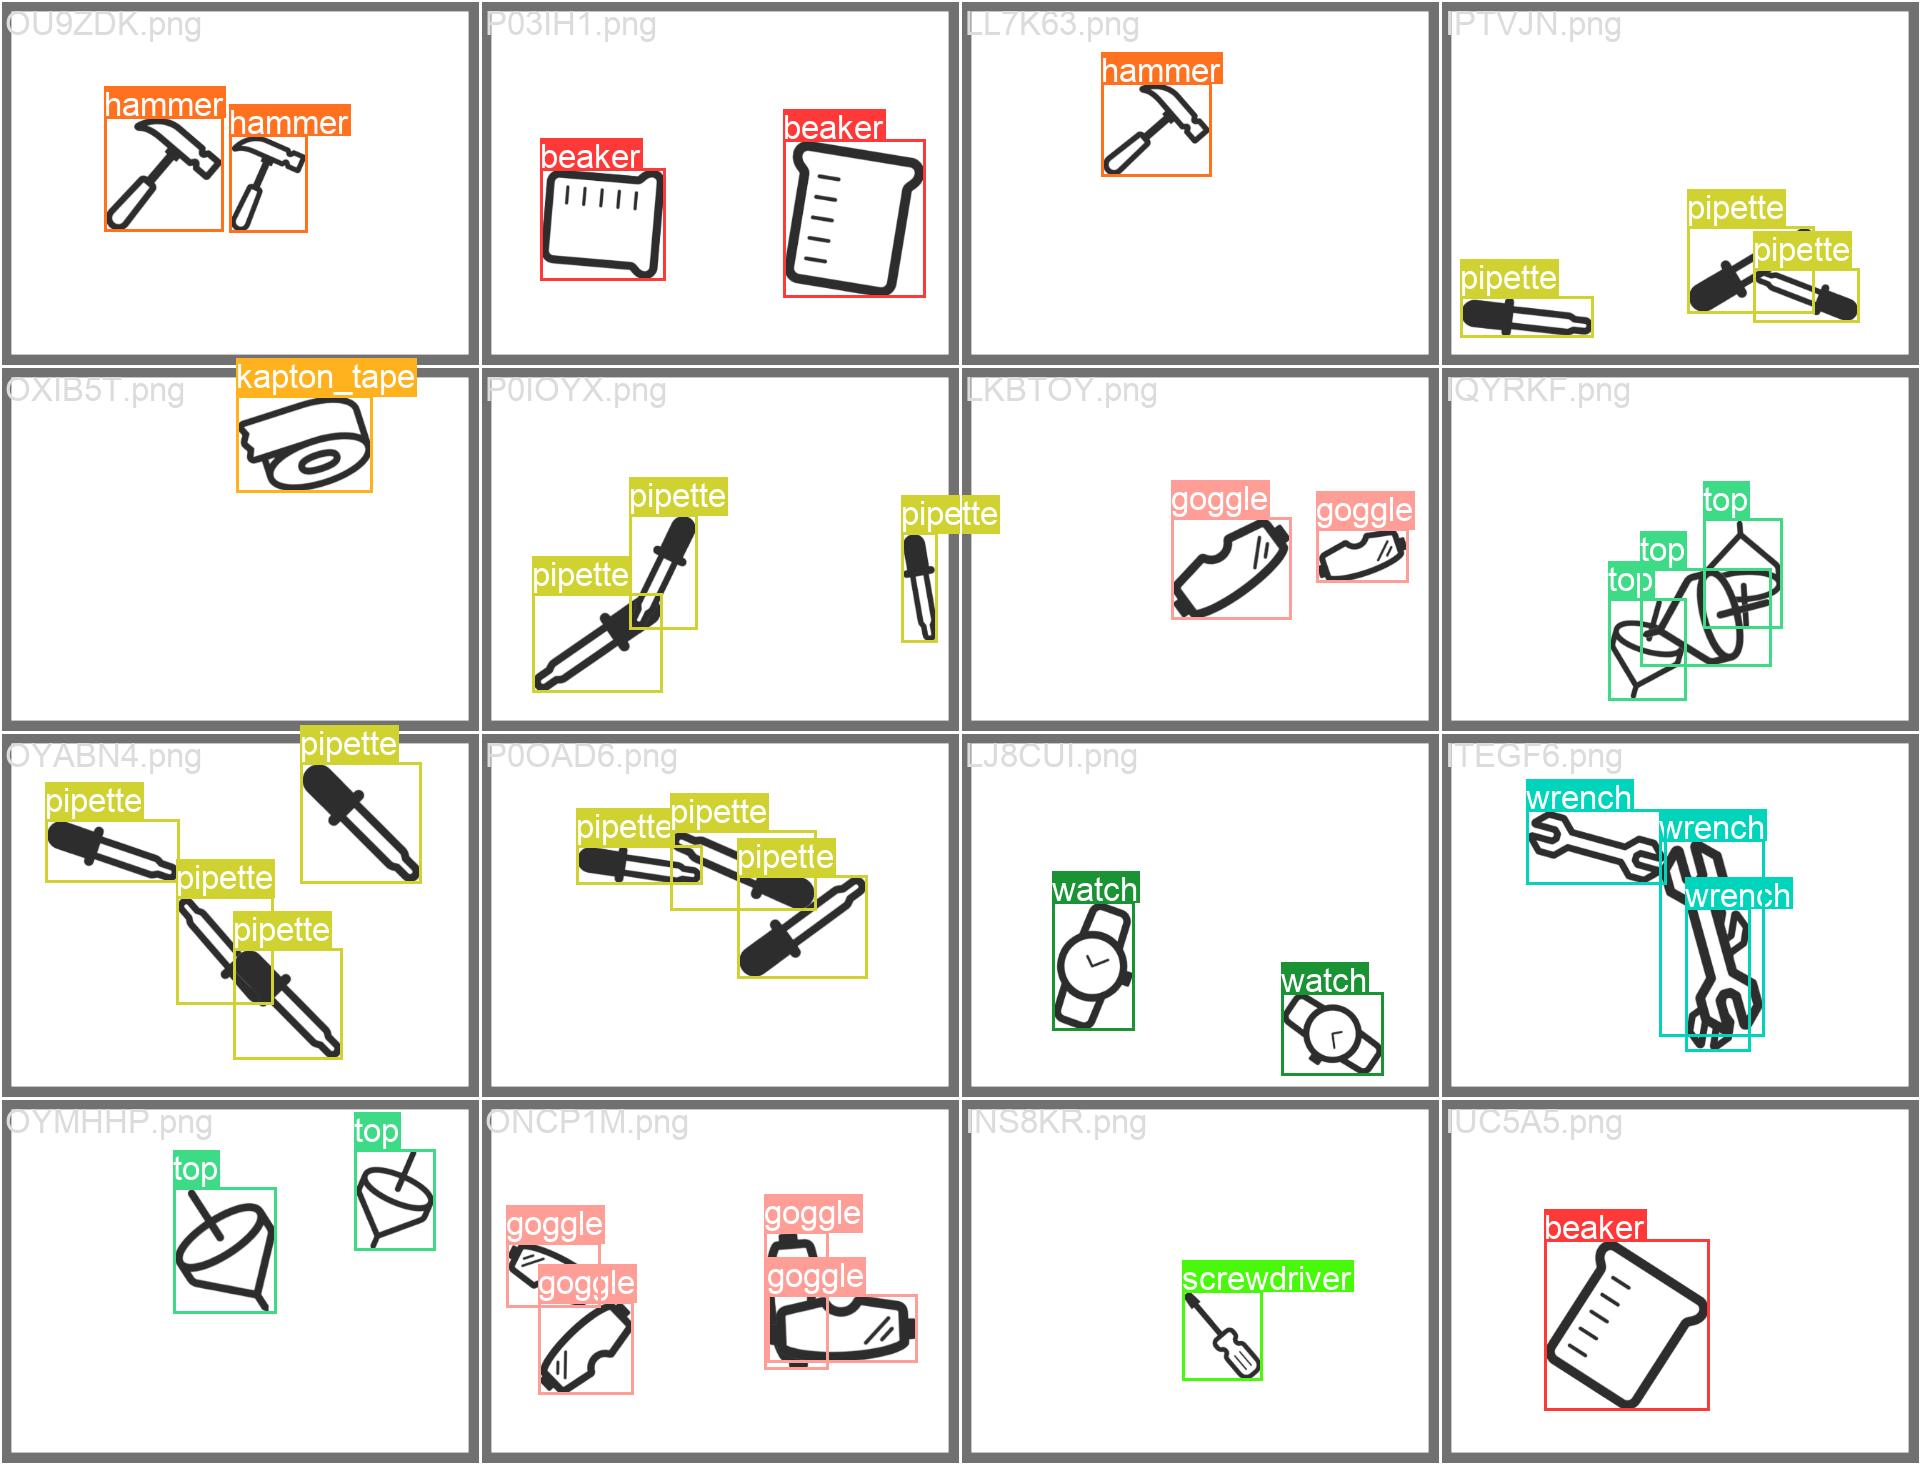 OU9ZDK.png
hammer
hammer
P03IH1.png
beaker
beaker
LL7K63.png
hammer
IPTVJN.png
pipette
pipette
pipette
OXIB5T.png
kapton_tape
P0IOYX.png
pipette
pipette
pipette
LKBTOY.png
goggle
goggle
IQYRKF.png
top
top
top
OYABN4.png
pipette
pipette
pipette
pipette
P0OAD6.png
pipette
pipette
pipette
LJ8CUI.png
watch
watch
ITEGF6.png
wrench
wrench
wrench
OYMHHP.png
top
top
ONCP1M.png
goggle
goggle
goggle
goggle
INS8KR.png
screwdriver
IUC5A5.png
beaker